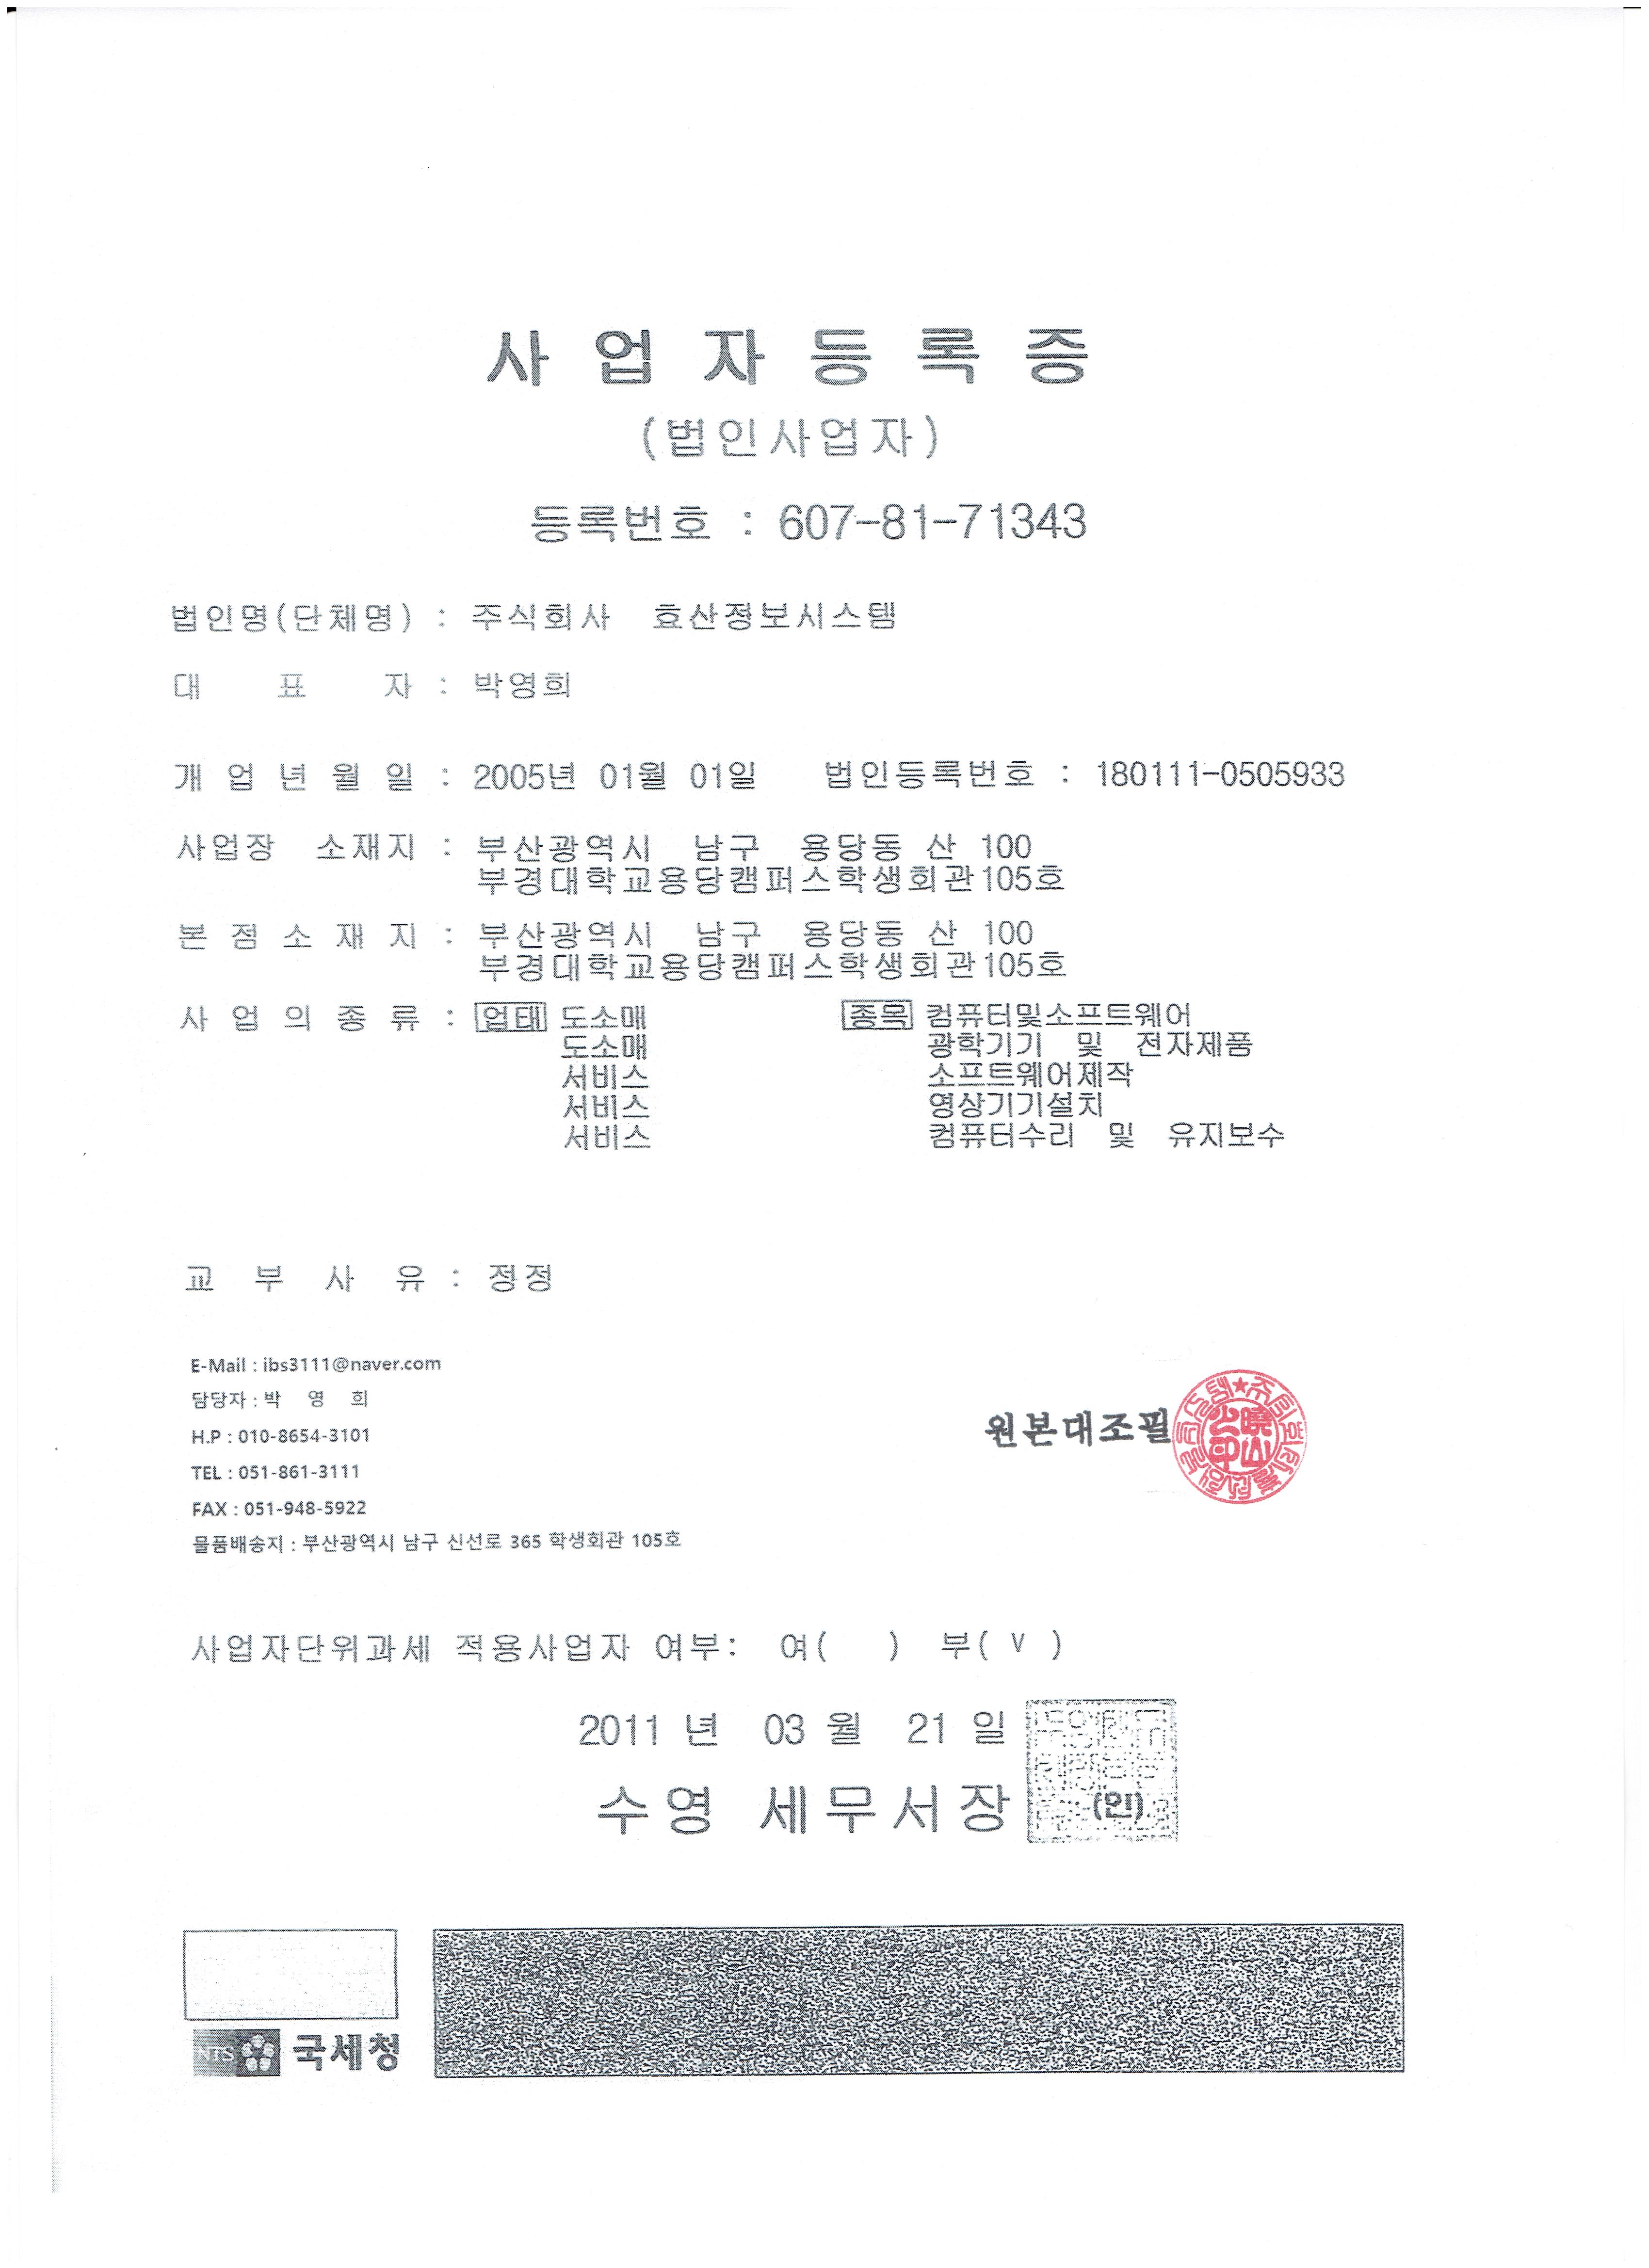 사업자등록증
(법인사업자)
등록번호 : 607-81-71343
법인명(단체명) : 주식회사 효산정보시스템
대 표 자 : 박영희
개 업 년 월 일 : 2005년 01월 01일 법인등록번호 : 180111-0505933
사업장 소재지 : 부산광역시 남구 용당동 산 100
부경대학교용당캠퍼스학생회관105호
본 점 소 재 지 : 부산광역시 남구 용당동 산 100
부경대학교용당캠퍼스학생회관105호
사 업 의 종 류 : 업태 도소매 종목 컴퓨터및소프트웨어
도소매 광학기기 및 전자제품
서비스 소프트웨어제작
서비스 영상기기설치
서비스 컴퓨터수리 및 유지보수
교 부 사 유 : 정정
E-Mail : ibs3111@naver.com
담당자 : 박 영 희
H.P : 010-8654-3101
원본대조필
TEL : 051-861-3111
FAX : 051-948-5922
물품배송지 : 부산광역시 남구 신선로 365 학생회관 105호
사업자단위과세 적용사업자 여부: 여( ) 부( V )
2011 년 03 월 21 일
수영 세무서장 (인)
NTS 국세청